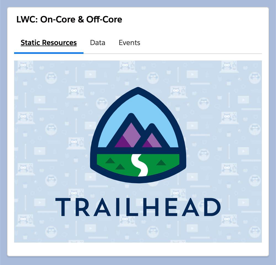 LWC: On-Core & Off-Core
Static Resources
Data
Events
TRAILHEAD